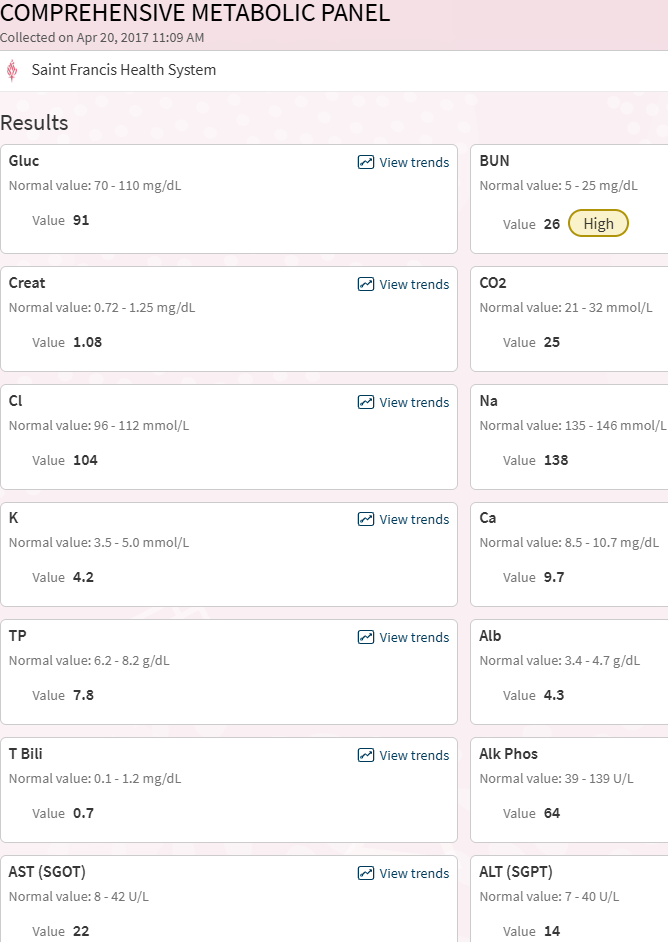 COMPREHENSIVE METABOLIC PANEL
Collected on Apr 20, 2017 11:09 AM
Saint Francis Health System
Results
Gluc
View trends
Normal value: 70 - 110 mg/dL
Value 91
BUN
Normal value: 5 - 25 mg/dL
Value 26 High
Creat
View trends
Normal value: 0.72 - 1.25 mg/dL
Value 1.08
CO2
Normal value: 21 - 32 mmol/L
Value 25
Cl
View trends
Normal value: 96 - 112 mmol/L
Value 104
Na
Normal value: 135 - 146 mmol/L
Value 138
K
View trends
Normal value: 3.5 - 5.0 mmol/L
Value 4.2
Ca
Normal value: 8.5 - 10.7 mg/dL
Value 9.7
TP
View trends
Normal value: 6.2 - 8.2 g/dL
Value 7.8
Alb
Normal value: 3.4 - 4.7 g/dL
Value 4.3
T Bili
View trends
Normal value: 0.1 - 1.2 mg/dL
Value 0.7
Alk Phos
Normal value: 39 - 139 U/L
Value 64
AST (SGOT)
View trends
Normal value: 8 - 42 U/L
Value 22
ALT (SGPT)
Normal value: 7 - 40 U/L
Value 14